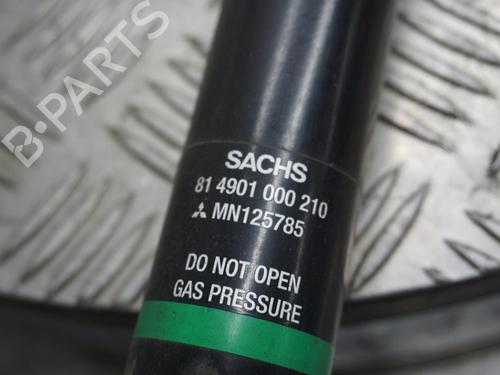 B-PARTS
SACHS
81 4901 000 210
MN125785
DO NOT OPEN
GAS PRESSURE